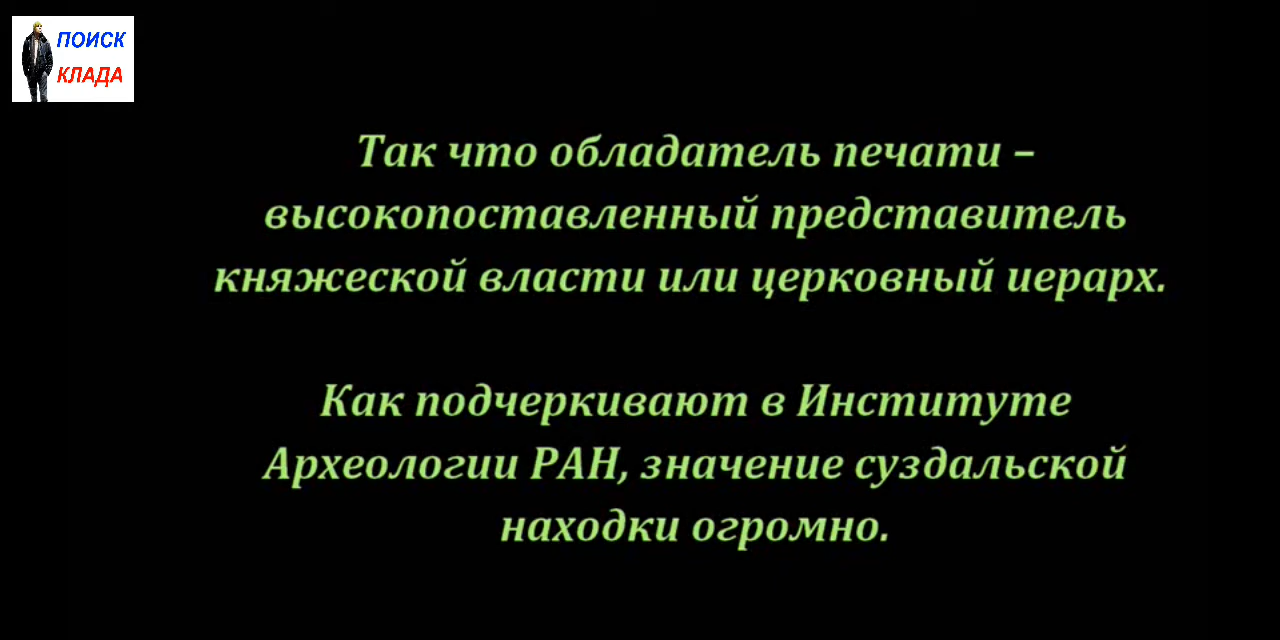 ПОИСК
КЛАДА
Так что обладатель печати –
высокопоставленный представитель
княжеской власти или церковный иерарх.
Как подчеркивают в Институте
Археологии РАН, значение суздальской
находки огромно.